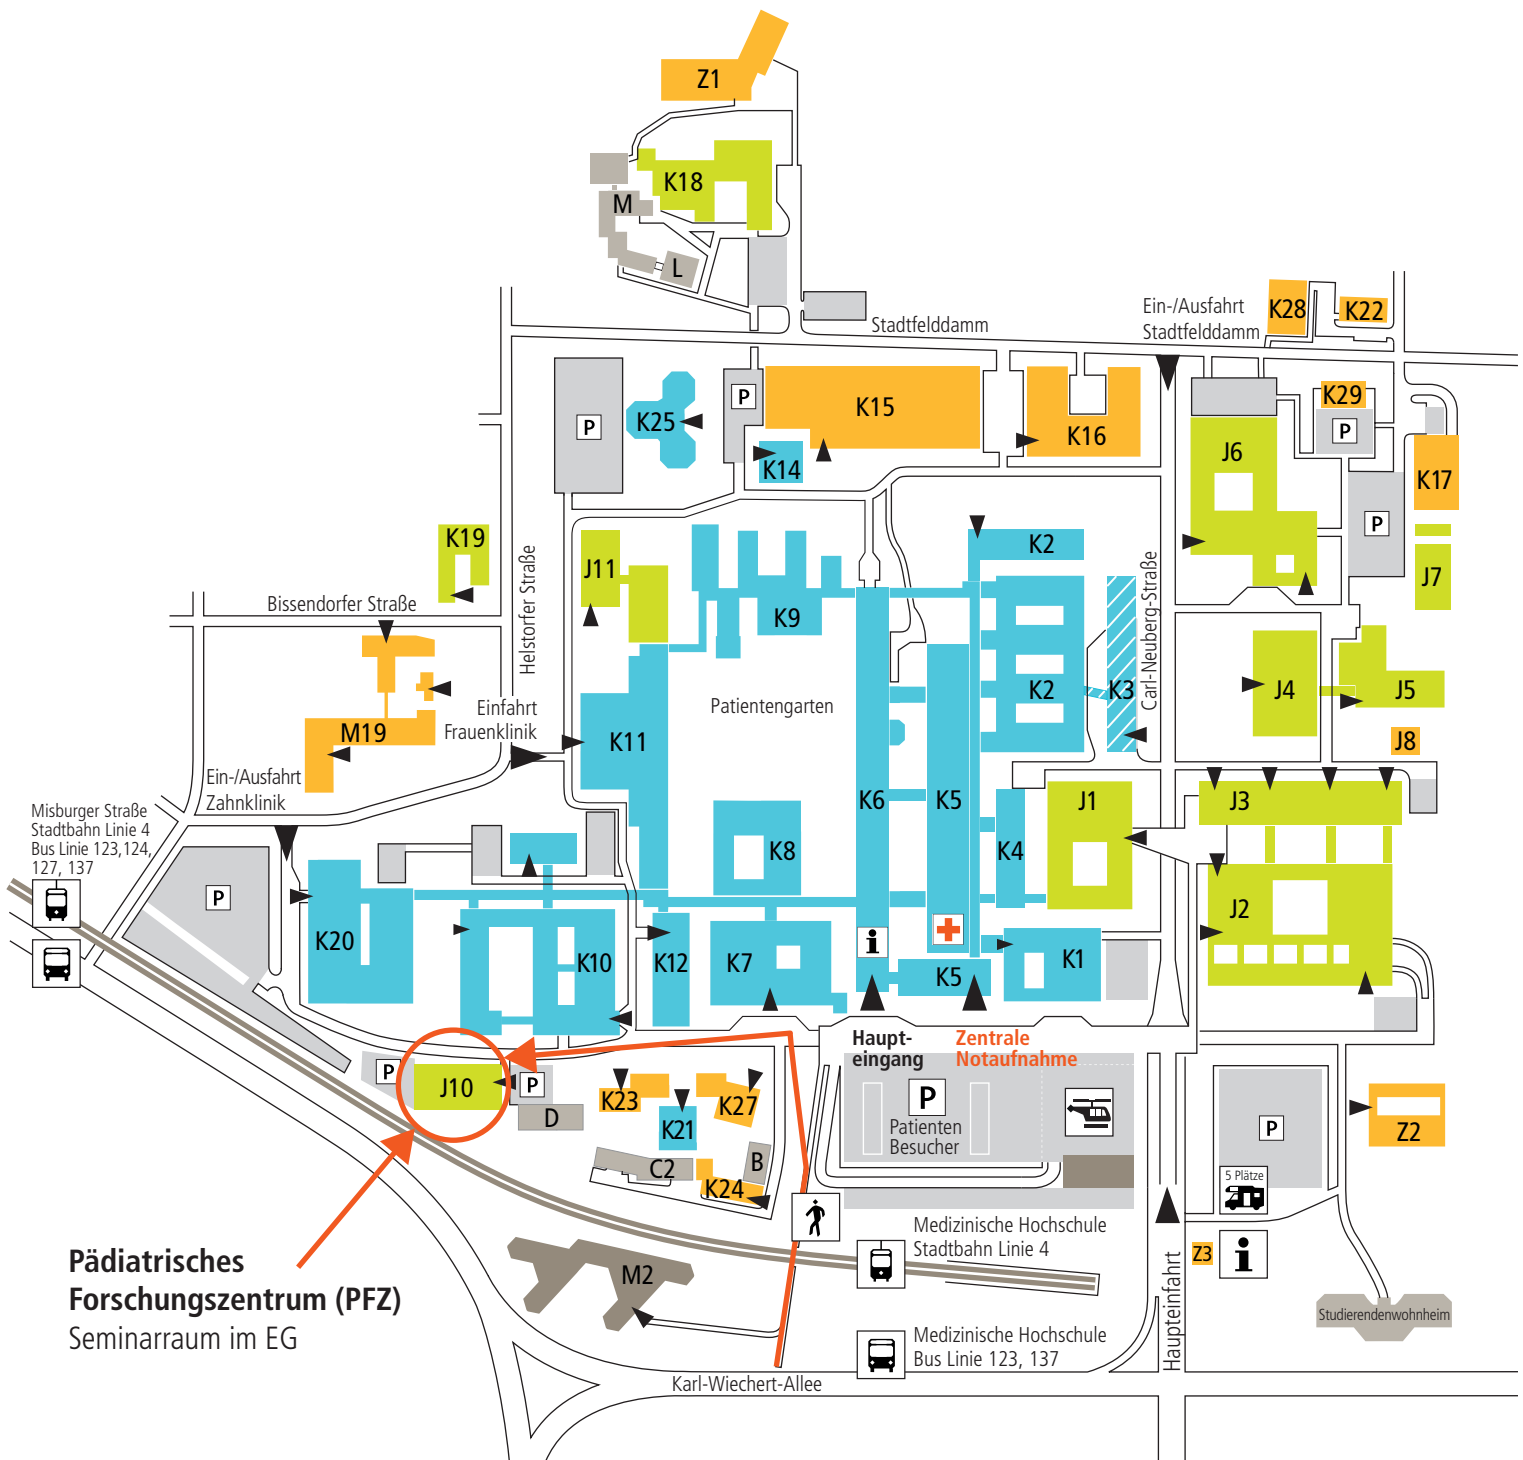 Z1
K18
M
L
Stadtfelddamm
Ein-/Ausfahrt
Stadtfelddamm
K28
K22
K29
P
K25
P
K15
K14
P
K16
J6
P
K17
P
J7
K19
Helstorfer Straße
J11
K9
K2
K2
K3
Carl-Neuberg-Straße
Bissendorfer Straße
M19
Einfahrt
Frauenklinik
K11
Patientengarten
J4
J5
J8
Ein-/Ausfahrt
Zahnklinik
Misburger Straße
Stadtbahn Linie 4
Bus Linie 123,124,
127, 137
K6
K5
K4
J1
J3
K8
P
K20
K10
K12
K7
i
K5
K1
J2
Haupt-
eingang
Zentrale
Notaufnahme
P
J10
P
D
K23
K27
K21
C2
B
K24
P
Patienten
Besucher
P
Z2
5 Plätze
Pädiatrisches
Forschungszentrum (PFZ)
Seminarraum im EG
M2
Medizinische Hochschule
Stadtbahn Linie 4
Haupteinfahrt
Z3
i
Studierendenwohnheim
Medizinische Hochschule
Bus Linie 123, 137
Karl-Wiechert-Allee